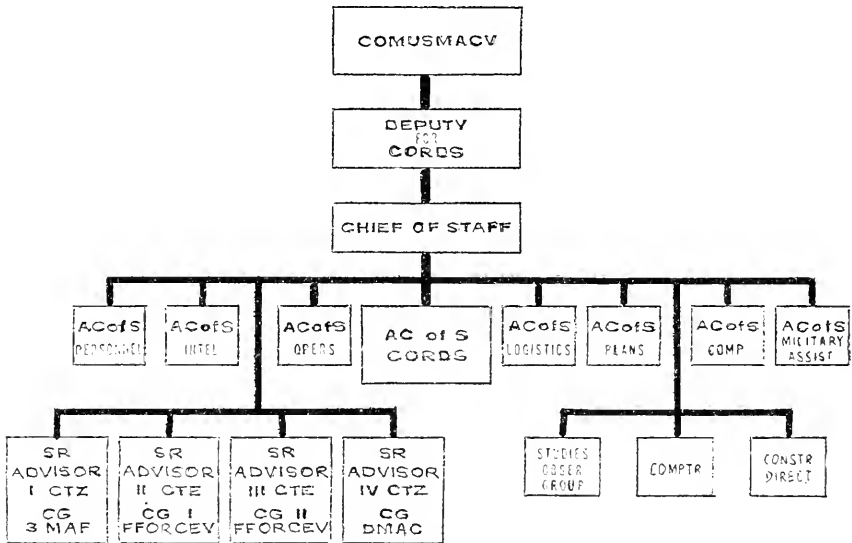 COMUSMACV
DEPUTY
FOR
CORDS
CHIEF OF STAFF
ACofS
PERSONNEL
ACofS
INTEL
ACofS
OPERS
AC of S
CORDS
ACofS
LOGISTICS
ACofS
PLANS
ACofS
COMP
ACofS
MILITARY
ASSIST
SR
ADVISOR
I CTZ
CG
3 MAF
SR
ADVISOR
II CTZ
CG I
FFORCEV
SR
ADVISOR
III CTZ
CG II
FFORCEV
SR
ADVISOR
IV CTZ
CG
DMAC
STUDIES
OBSER
GROUP
COMPTR
CONSTR
DIRECT